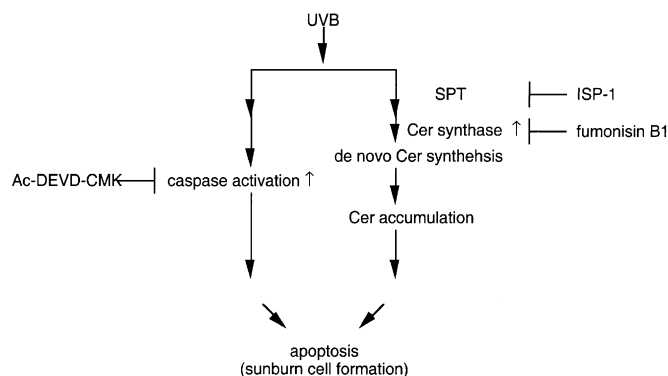 UVB
SPT ISP-1
Cer synthase ↑ fumonisin B1
de novo Cer synthehsis
Ac-DEVD-CMK caspase activation ↑
Cer accumulation
apoptosis
(sunburn cell formation)